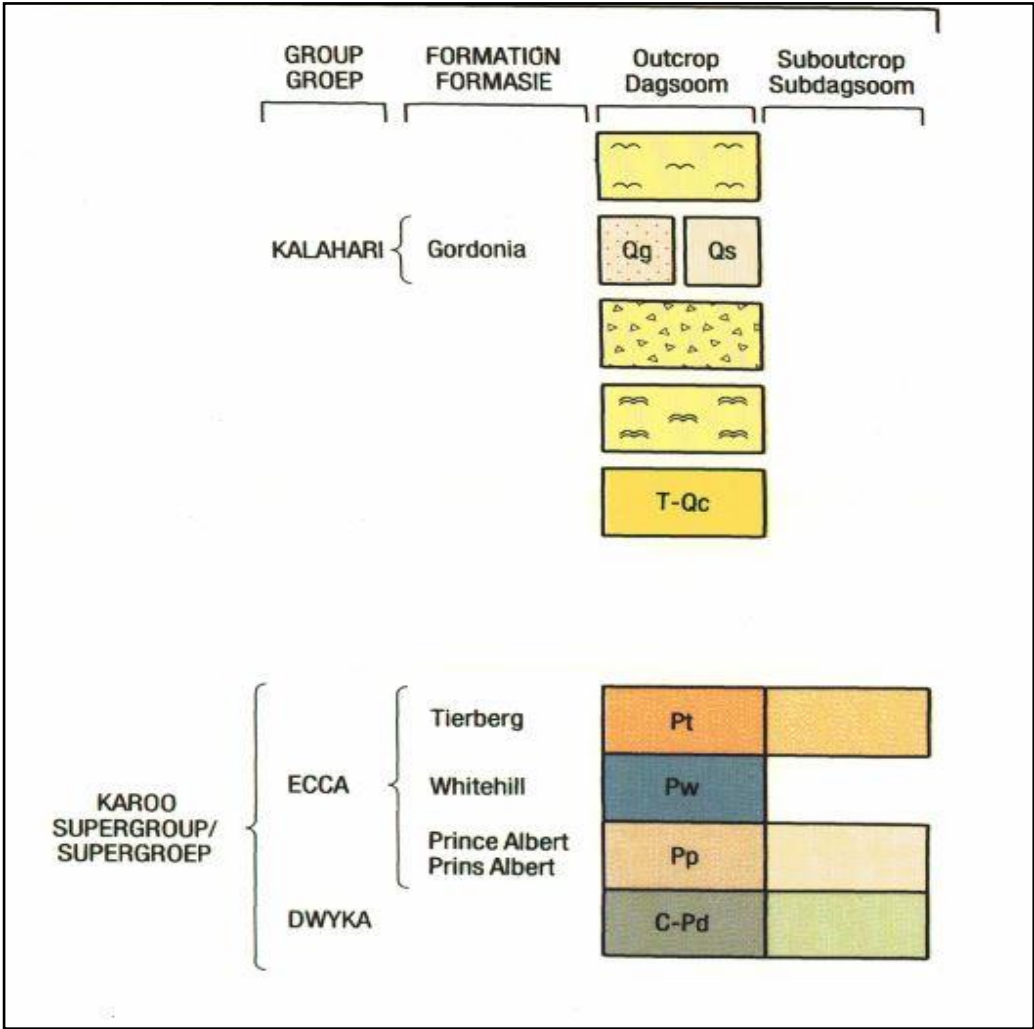 GROUP
GROEP
FORMATION
FORMASIE
Outcrop
Dagsoom
Suboutcrop
Subdagsoom
KALAHARI
Gordonia
Qg
Qs
T-Qc
KAROO
SUPERGROUP/
SUPERGROEP
ECCA
Tierberg
Pt
Whitehill
Pw
Prince Albert
Prins Albert
Pp
DWYKA
C-Pd